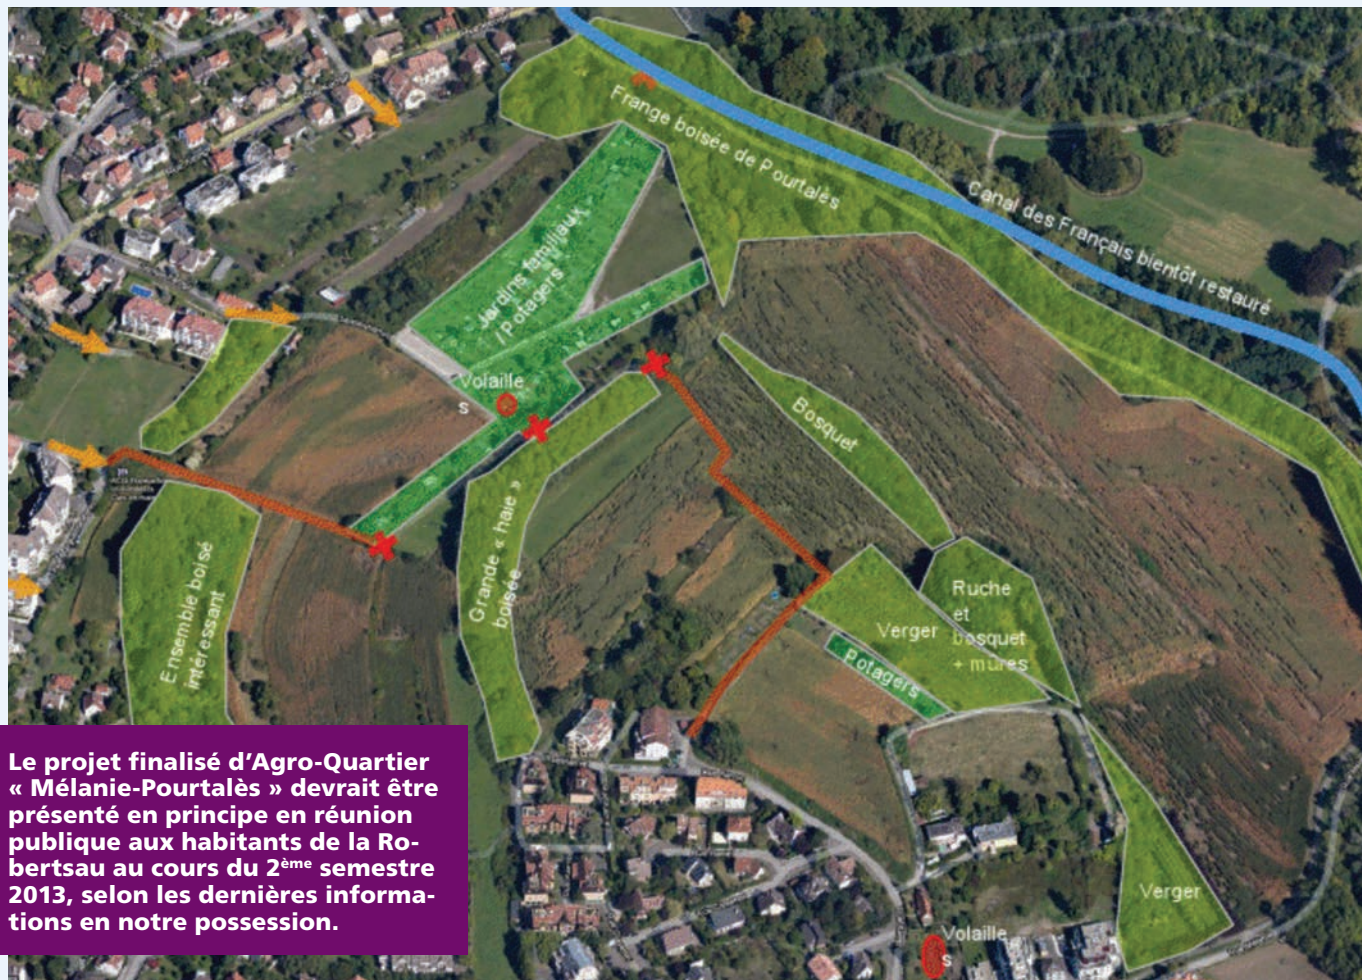 Frange boisée de Pourtalès
Canal des Français bientôt restauré
Jardins familiaux
/Potagers
Volaille
s
Bosquet
Grande « haie »
boisée
Ensemble boisé
intéressant
Ruche
et
bosquet
+ mûres
Verger
Potagers
Verger
Volaille
s
Le projet finalisé d’Agro-Quartier
« Mélanie-Pourtalès » devrait être
présenté en principe en réunion
publique aux habitants de la Ro-
bertsau au cours du 2ème semestre
2013, selon les dernières informa-
tions en notre possession.